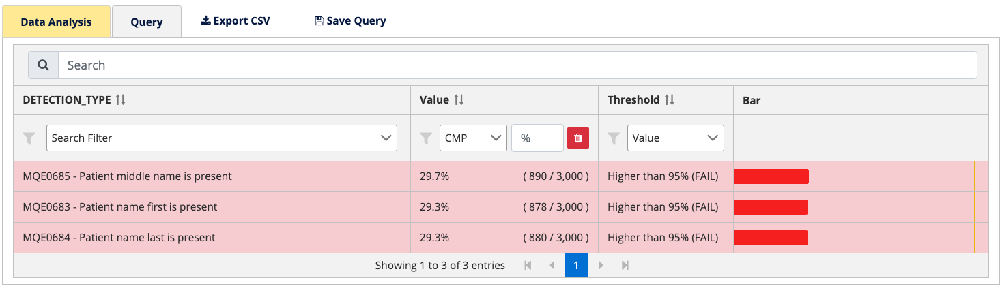 Data Analysis Query Export CSV Save Query
Search
DETECTION_TYPE Value Threshold Bar
Search Filter CMP % Value
MQE0685 - Patient middle name is present 29.7% ( 890 / 3,000 ) Higher than 95% (FAIL)
MQE0683 - Patient name first is present 29.3% ( 878 / 3,000 ) Higher than 95% (FAIL)
MQE0684 - Patient name last is present 29.3% ( 880 / 3,000 ) Higher than 95% (FAIL)
Showing 1 to 3 of 3 entries 1